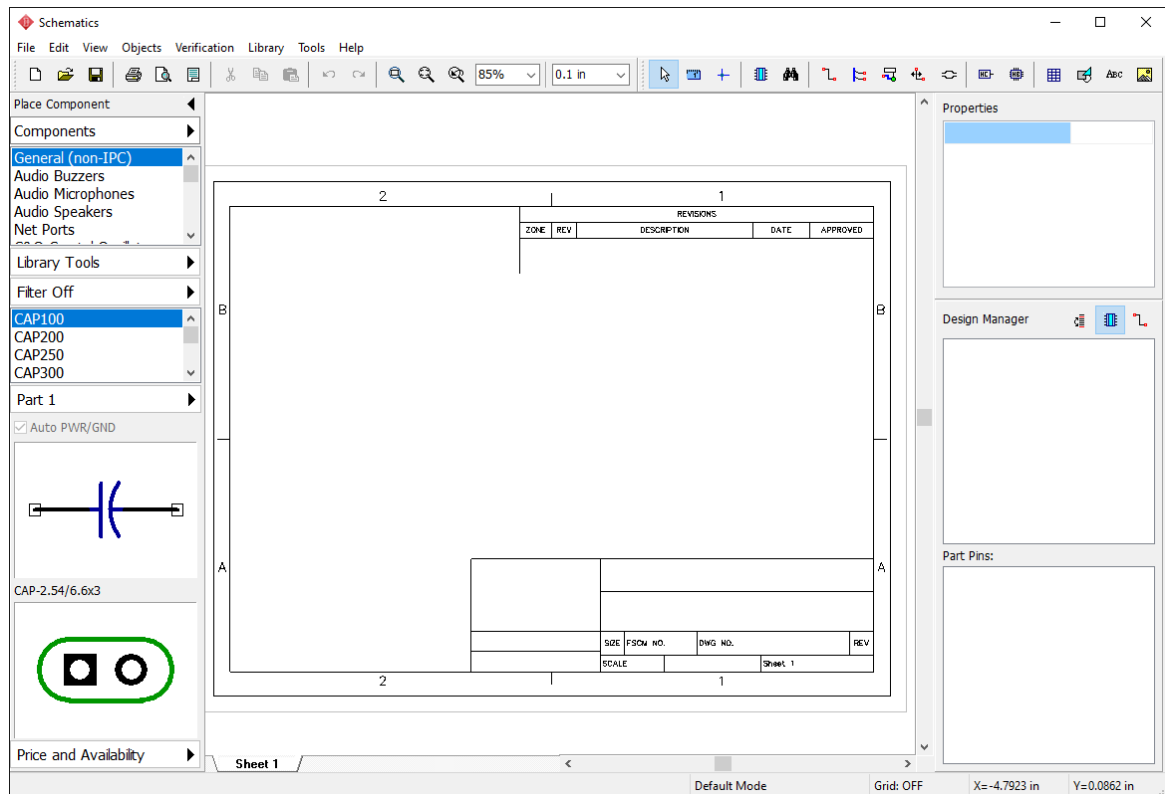 Schematics
File Edit View Objects Verification Library Tools Help
85% 0.1 in ABC
Place Component
Components
General (non-IPC)
Audio Buzzers
Audio Microphones
Audio Speakers
Net Ports
Library Tools
Filter Off
CAP100
CAP200
CAP250
CAP300
Part 1
Auto PWR/GND
CAP-2.54/6.6x3
Price and Availability
2 1
REVISIONS
ZONE REV DESCRIPTION DATE APPROVED
B B
A A
SIZE FSCM NO. DWG NO. REV
SCALE Sheet 1
2 1
Sheet 1
Properties
Design Manager
Part Pins:
Default Mode Grid: OFF X=-4.7923 in Y=0.0862 in